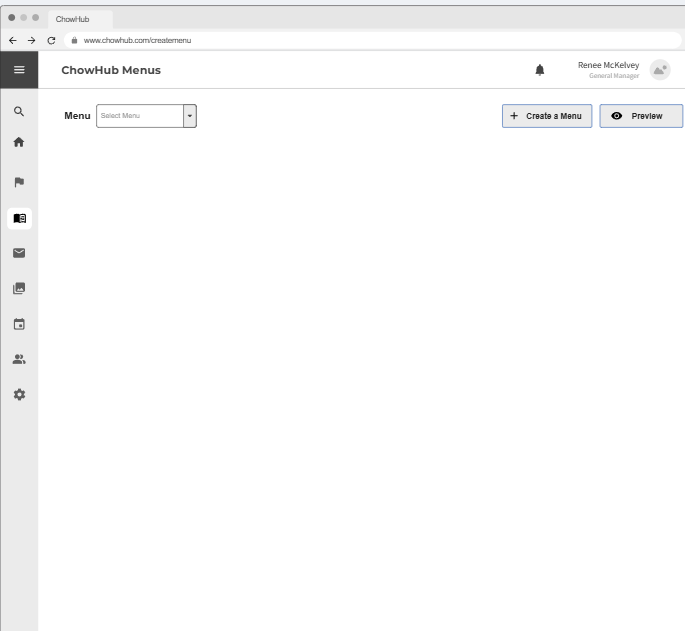 ChowHub
www.chowhub.com/createmenu
ChowHub Menus
Renee McKelvey
General Manager
Menu
Select Menu
Create a Menu
Preview